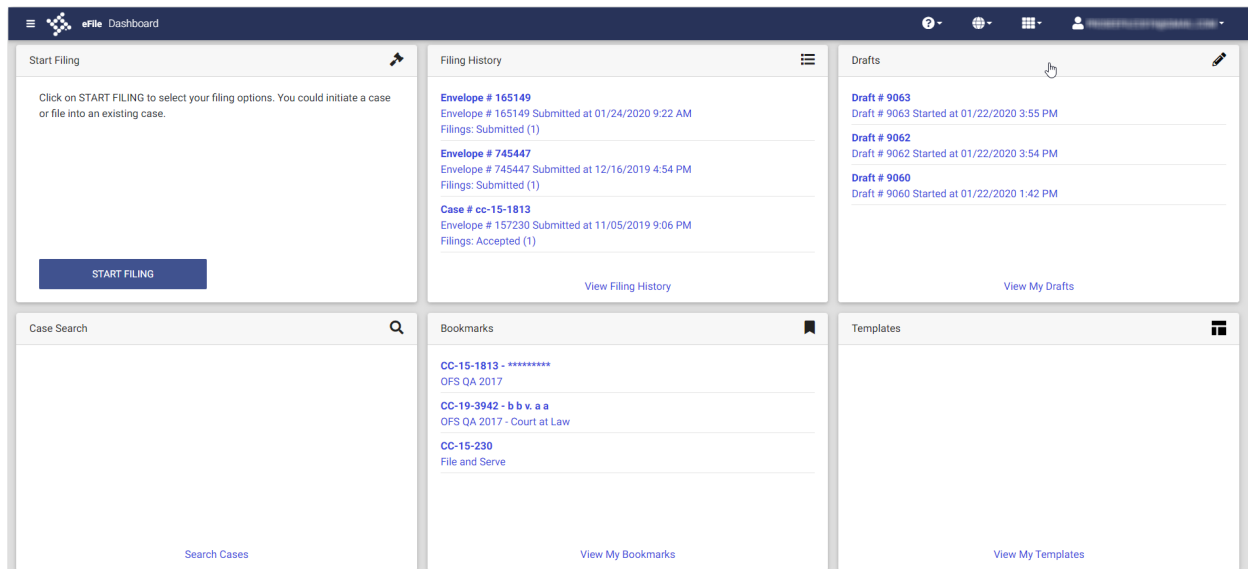 eFile Dashboard
Start Filing
Click on START FILING to select your filing options. You could initiate a case
or file into an existing case.
START FILING
Filing History
Envelope # 165149
Envelope # 165149 Submitted at 01/24/2020 9:22 AM
Filings: Submitted (1)
Envelope # 745447
Envelope # 745447 Submitted at 12/16/2019 4:54 PM
Filings: Submitted (1)
Case # cc-15-1813
Envelope # 157230 Submitted at 11/05/2019 9:06 PM
Filings: Accepted (1)
View Filing History
Drafts
Draft # 9063
Draft # 9063 Started at 01/22/2020 3:55 PM
Draft # 9062
Draft # 9062 Started at 01/22/2020 3:54 PM
Draft # 9060
Draft # 9060 Started at 01/22/2020 1:42 PM
View My Drafts
Case Search
Search Cases
Bookmarks
CC-15-1813 - *********
OFS QA 2017
CC-19-3942 - b b v. a a
OFS QA 2017 - Court at Law
CC-15-230
File and Serve
View My Bookmarks
Templates
View My Templates